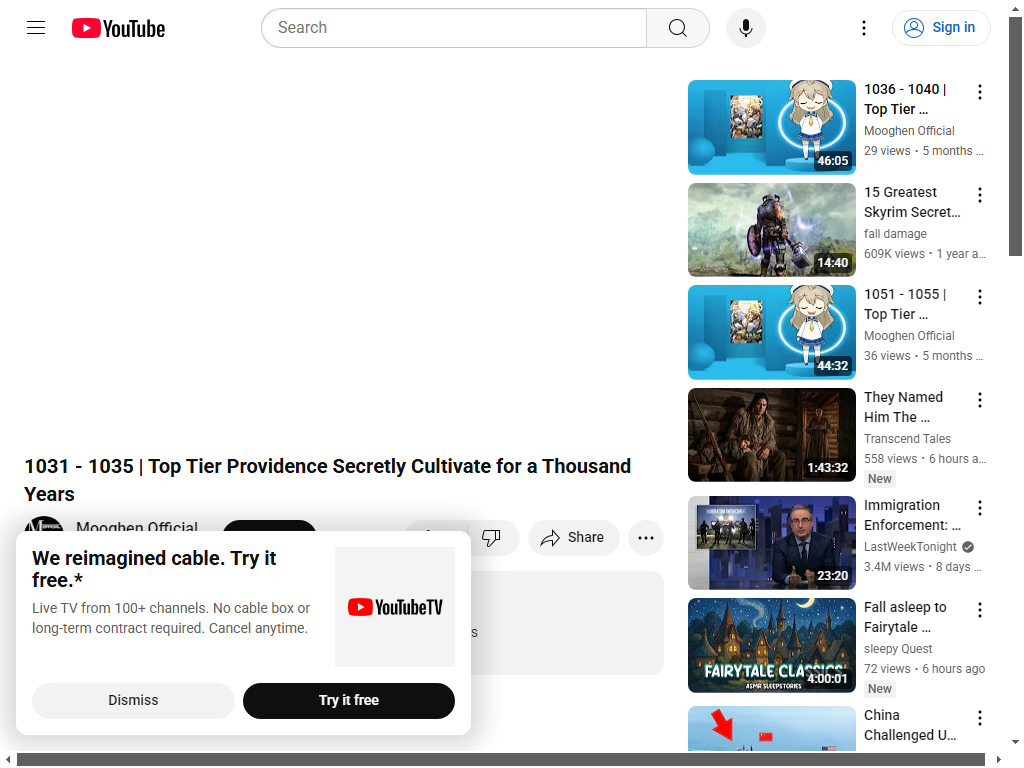 YouTube
Search
Sign in
1036 - 1040 |
Top Tier ...
Mooghen Official
29 views • 5 months ...
46:05
15 Greatest
Skyrim Secret...
fall damage
609K views • 1 year a...
14:40
1051 - 1055 |
Top Tier ...
Mooghen Official
36 views • 5 months ...
44:32
They Named
Him The ...
Transcend Tales
558 views • 6 hours a...
New
1:43:32
1031 - 1035 | Top Tier Providence Secretly Cultivate for a Thousand
Years
Mooghen Official
Share
Immigration
Enforcement: ...
LastWeekTonight
3.4M views • 8 days ...
23:20
We reimagined cable. Try it
free.*
Live TV from 100+ channels. No cable box or
long-term contract required. Cancel anytime.
YouTubeTV
Dismiss
Try it free
Fall asleep to
Fairytale ...
sleepy Quest
72 views • 6 hours ago
New
FAIRYTALE CLASSICS
ASMR SLEEPSTORIES
4:00:01
China
Challenged U...